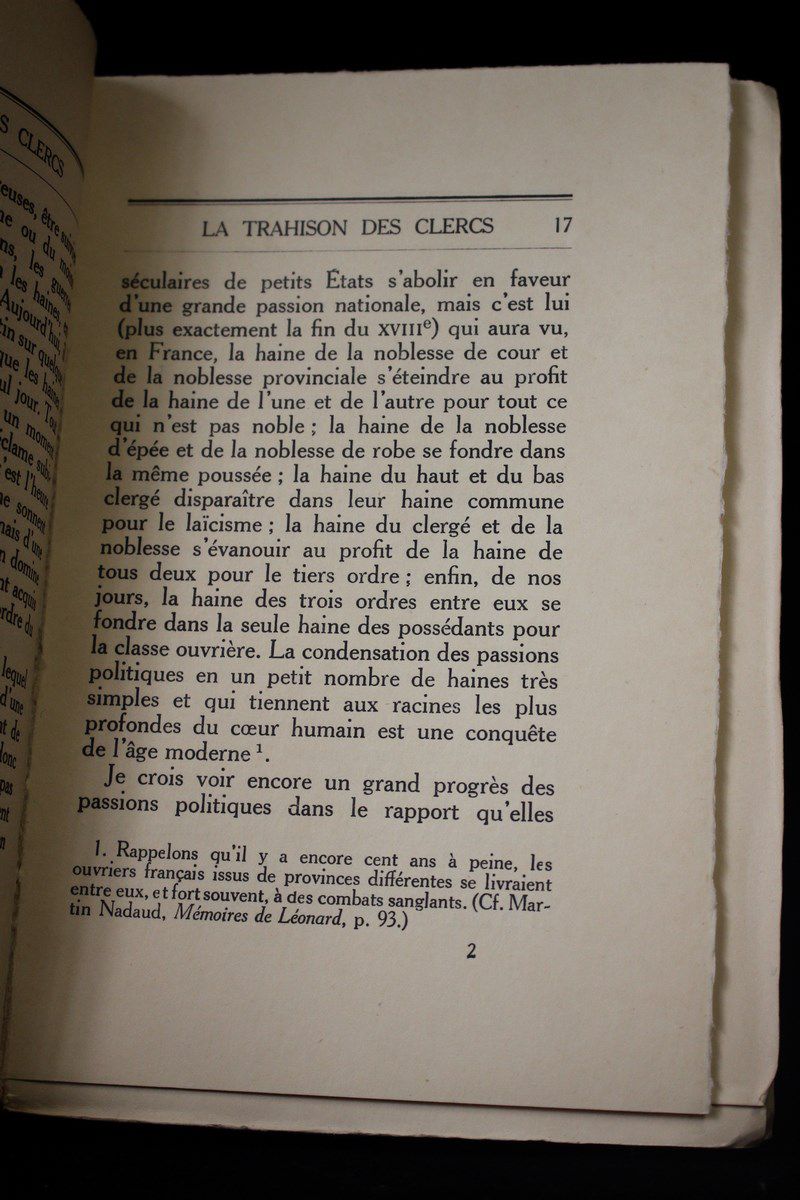 S CLERCS
LA TRAHISON DES CLERCS 17
séculaires de petits États s'abolir en faveur
d'une grande passion nationale, mais c'est lui
(plus exactement la fin du XVIIIe) qui aura vu,
en France, la haine de la noblesse de cour et
de la noblesse provinciale s'éteindre au profit
de la haine de l'une et de l'autre pour tout ce
qui n'est pas noble ; la haine de la noblesse
d'épée et de la noblesse de robe se fondre dans
la même poussée ; la haine du haut et du bas
clergé disparaître dans leur haine commune
pour le laïcisme ; la haine du clergé et de la
noblesse s'évanouir au profit de la haine de
tous deux pour le tiers ordre ; enfin, de nos
jours, la haine des trois ordres entre eux se
fondre dans la seule haine des possédants pour
la classe ouvrière. La condensation des passions
politiques en un petit nombre de haines très
simples et qui tiennent aux racines les plus
profondes du cœur humain est une conquête
de l'âge moderne 1.
Je crois voir encore un grand progrès des
passions politiques dans le rapport qu'elles
1. Rappelons qu'il y a encore cent ans à peine, les
ouvriers français issus de provinces différentes se livraient
entre eux, et fort souvent, à des combats sanglants. (Cf. Mar-
tin Nadaud, Mémoires de Léonard, p. 93.)
2